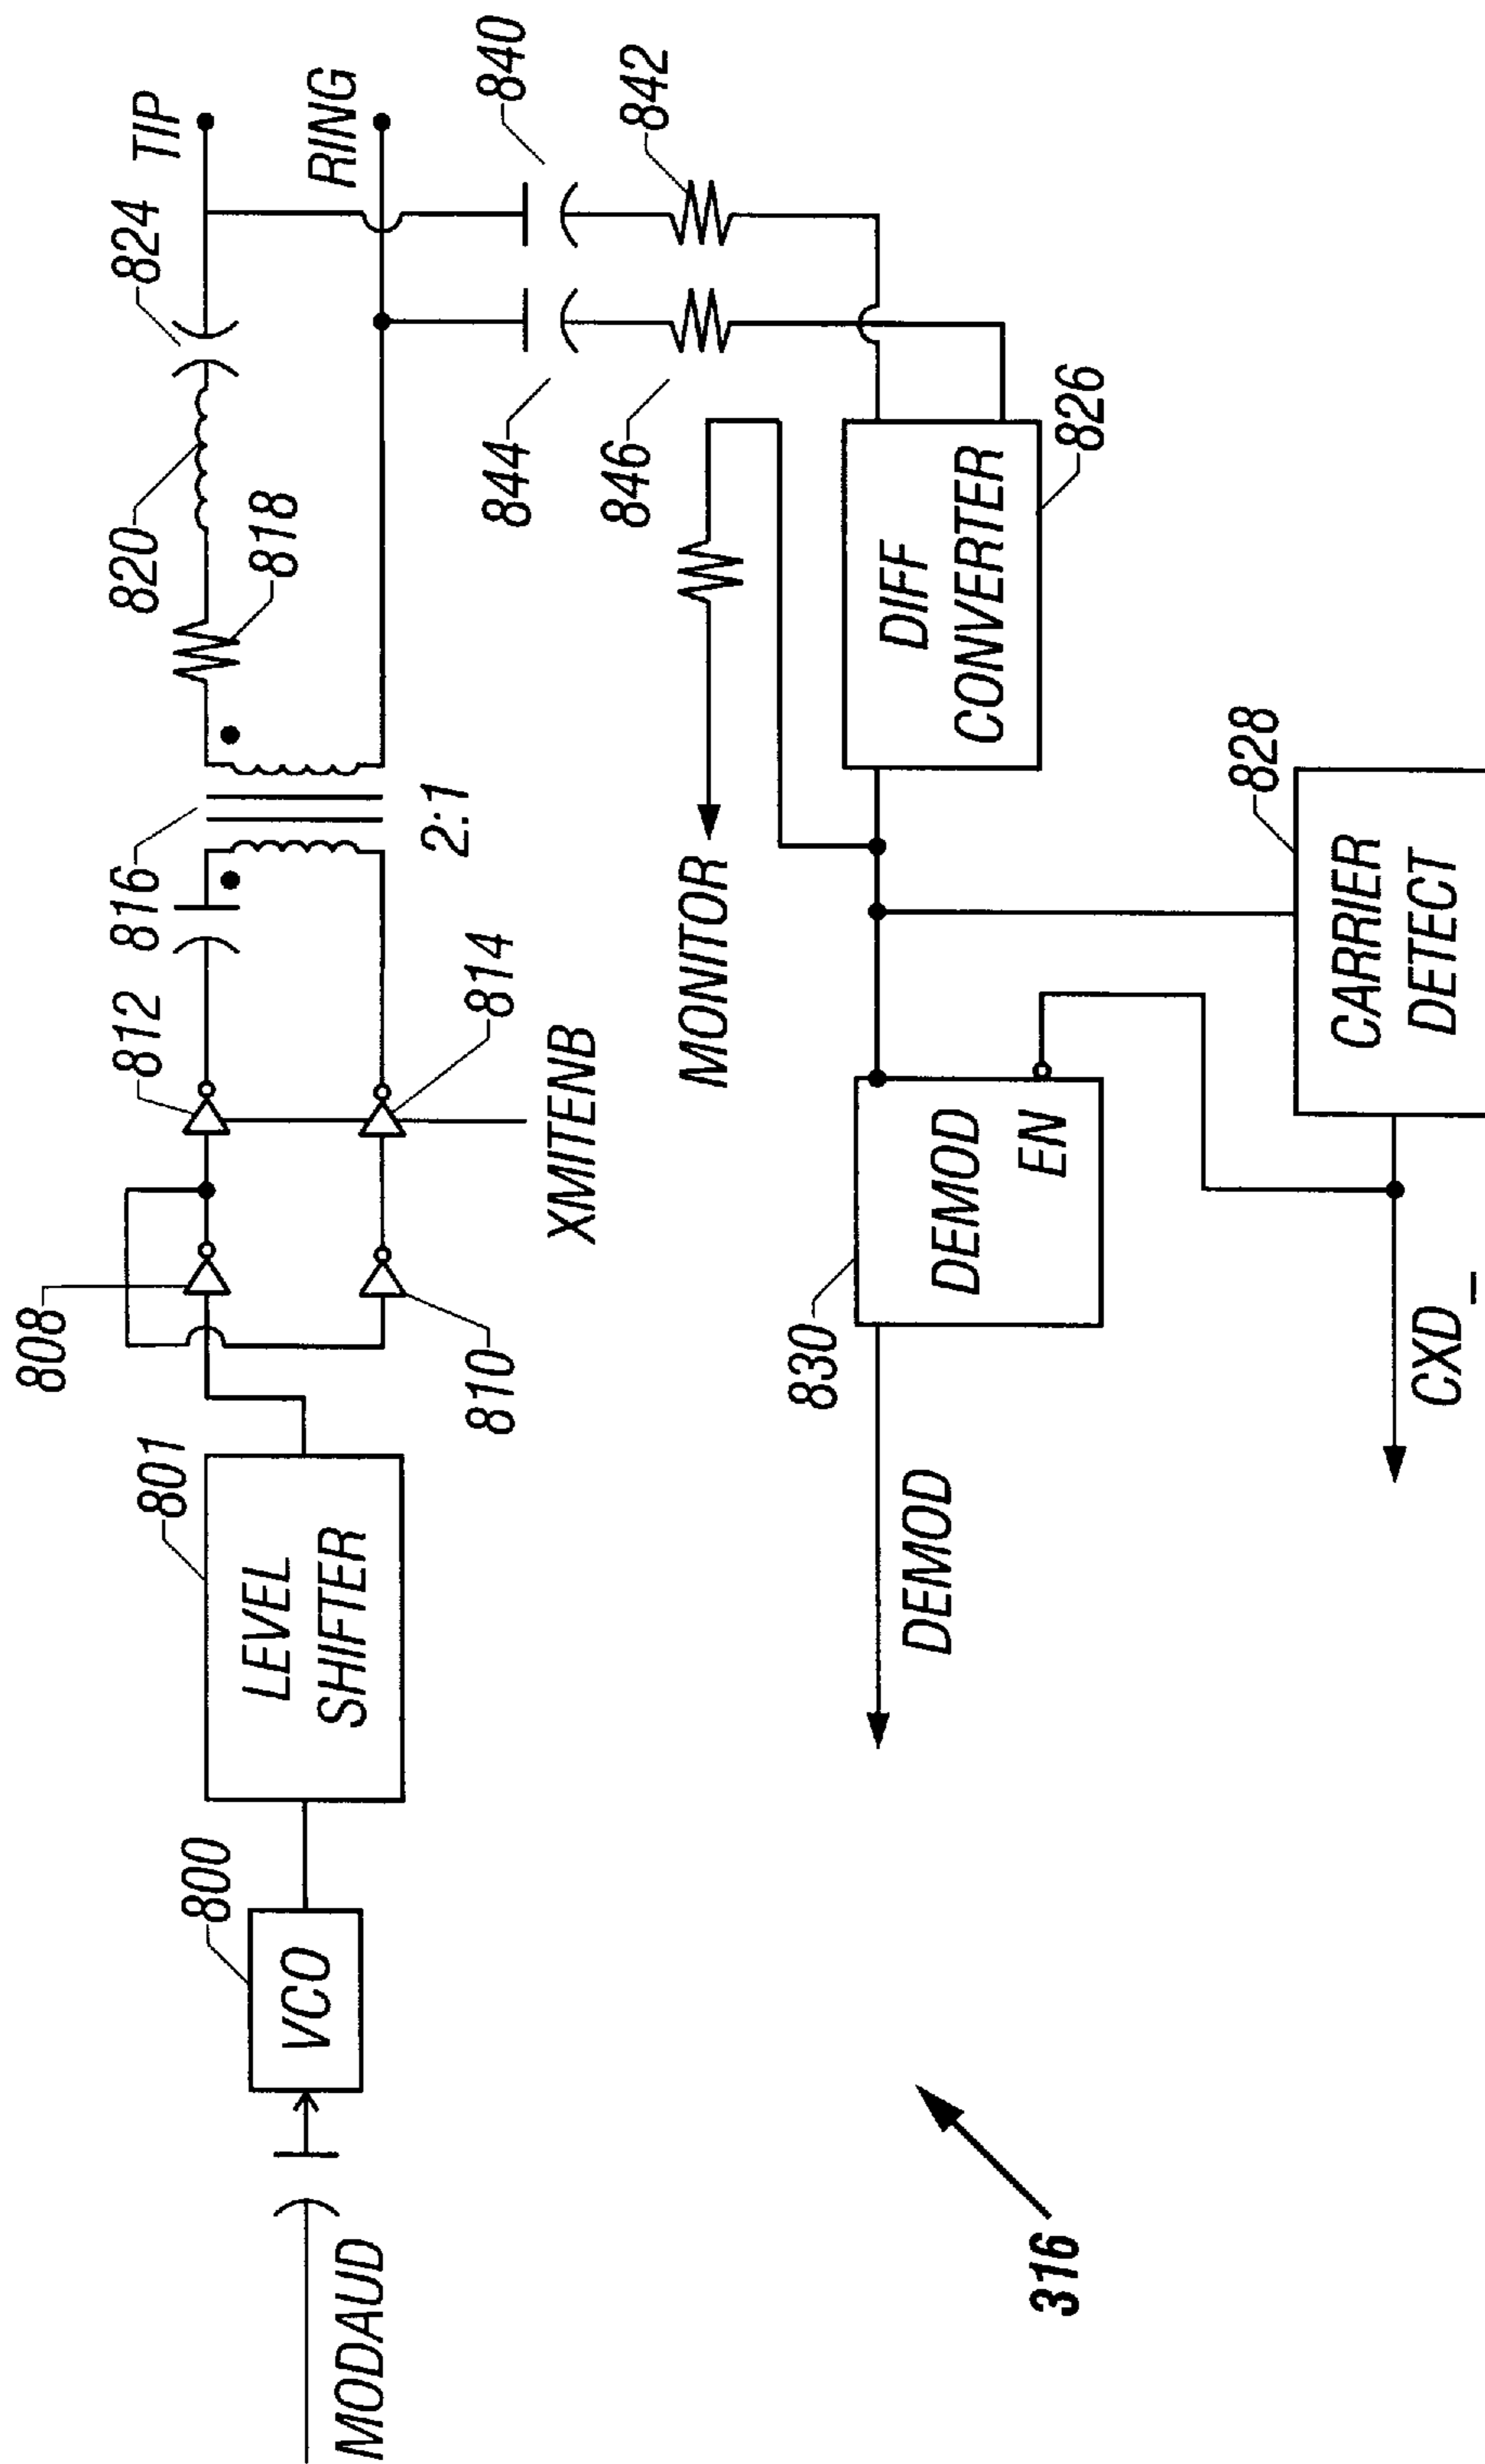 MODAUD
VCO
800
LEVEL
SHIFTER
801
808
810
812
814
XMITENB
816
2:1
818
820
824
TIP
RING
840
842
844
846
MONITOR
DIFF
CONVERTER
826
DEMOD
EN
830
DEMOD
CARRIER
DETECT
828
CXD_
316